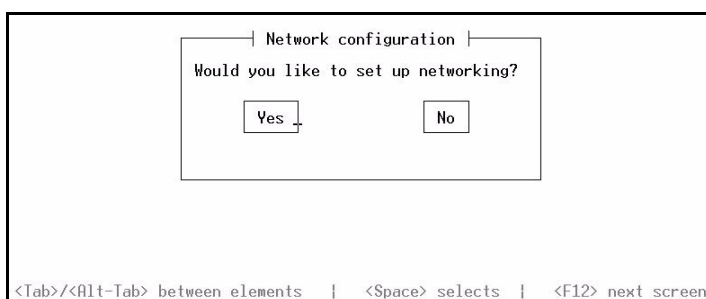 Network configuration
Would you like to set up networking?
Yes No
<Tab>/<Alt-Tab> between elements | <Space> selects | <F12> next screen